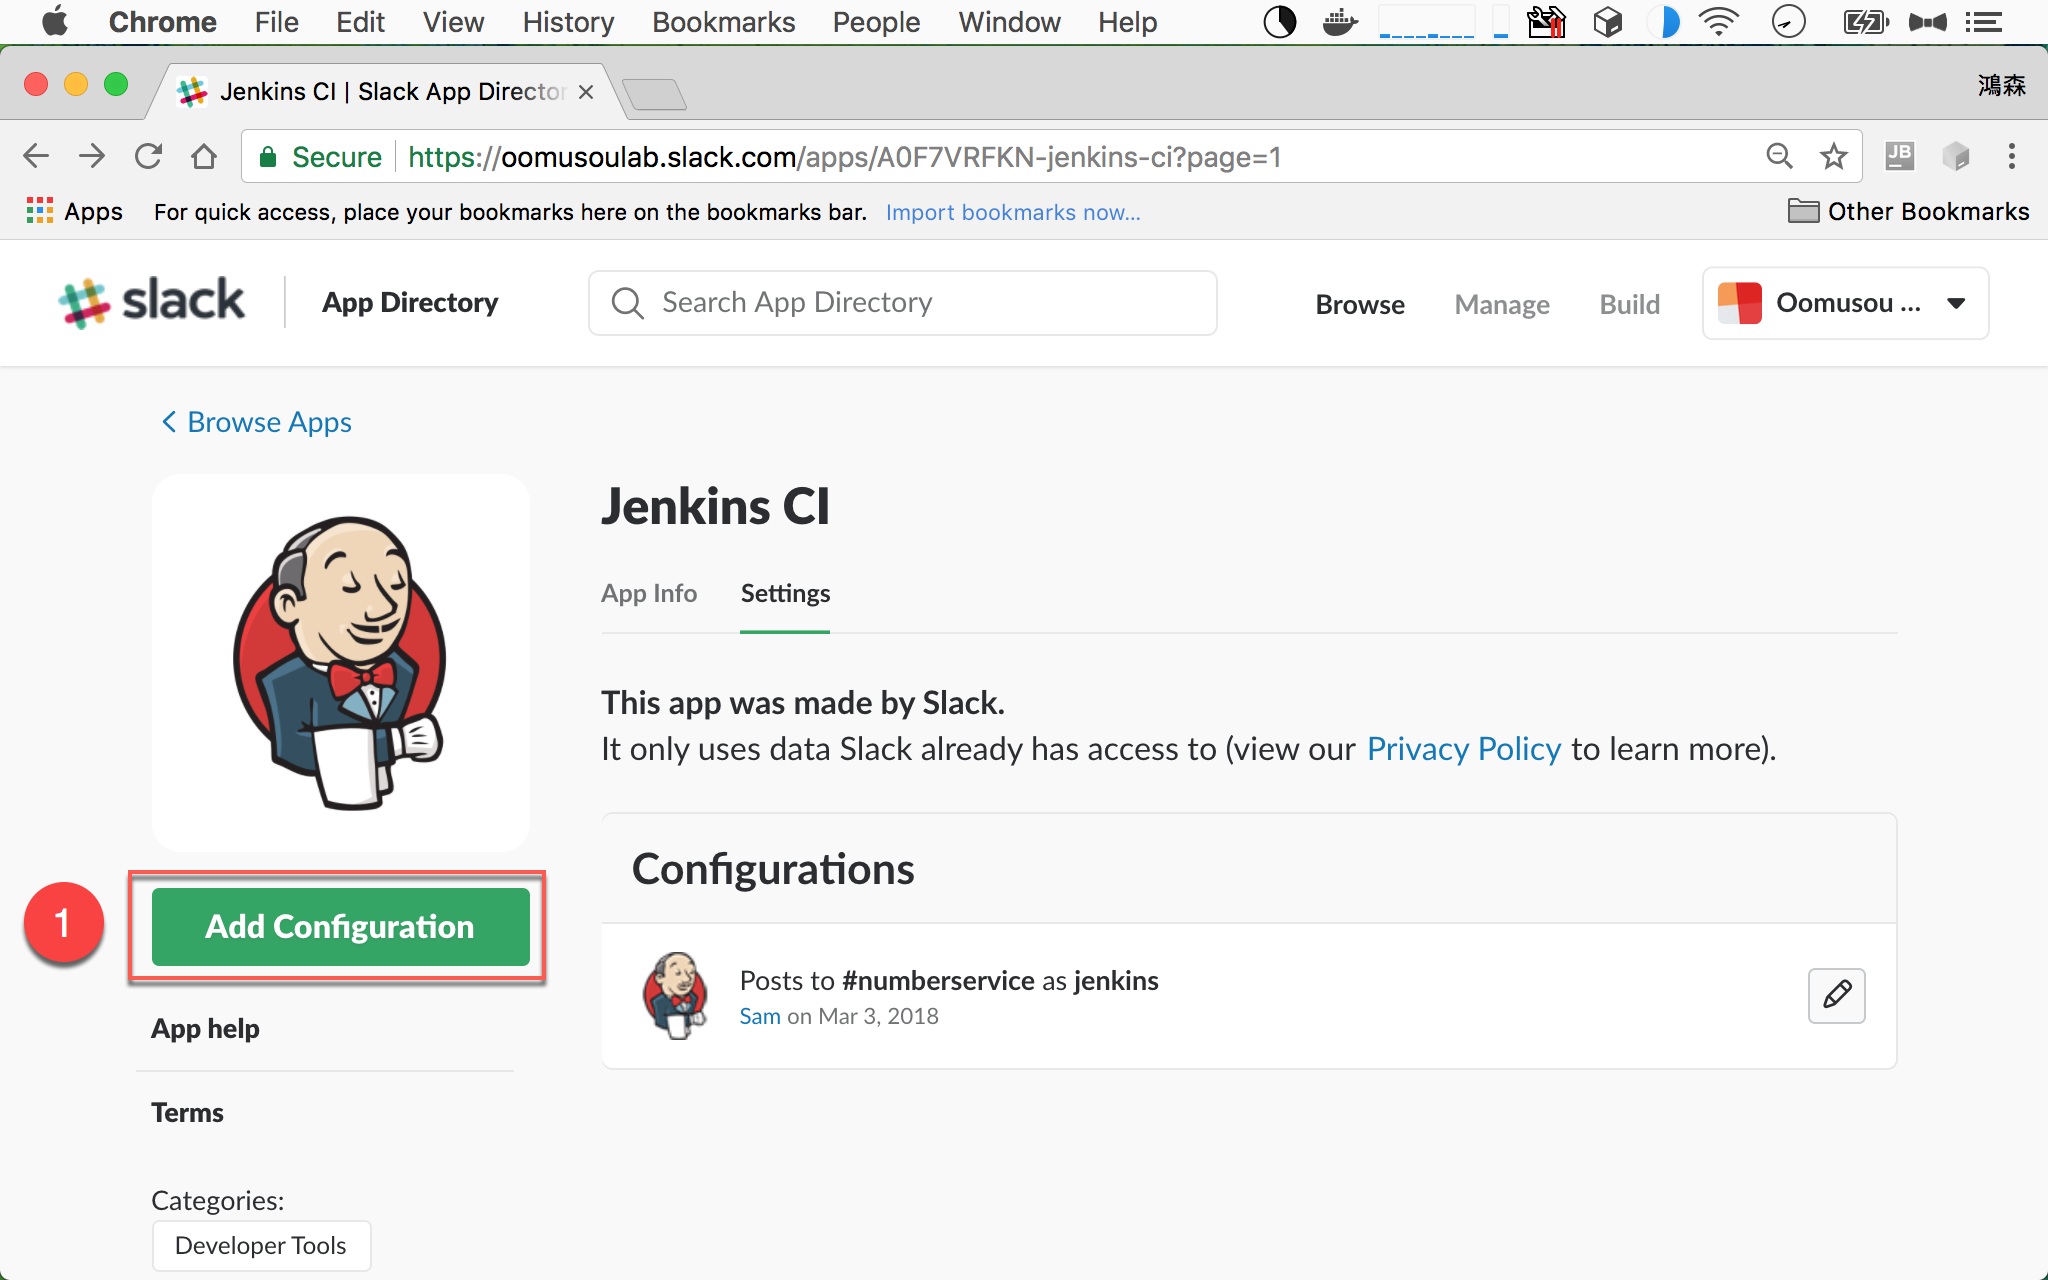 Chrome File Edit View History Bookmarks People Window Help
Jenkins CI | Slack App Director
鴻森
Secure https://oomusoulab.slack.com/apps/A0F7VRFKN-jenkins-ci?page=1
JB
Apps For quick access, place your bookmarks here on the bookmarks bar. Import bookmarks now... Other Bookmarks
slack App Directory Search App Directory Browse Manage Build Oomusou ...
Browse Apps
Jenkins CI
App Info Settings
This app was made by Slack.
It only uses data Slack already has access to (view our Privacy Policy to learn more).
Configurations
1 Add Configuration
Posts to #numberservice as jenkins
Sam on Mar 3, 2018
App help
Terms
Categories:
Developer Tools